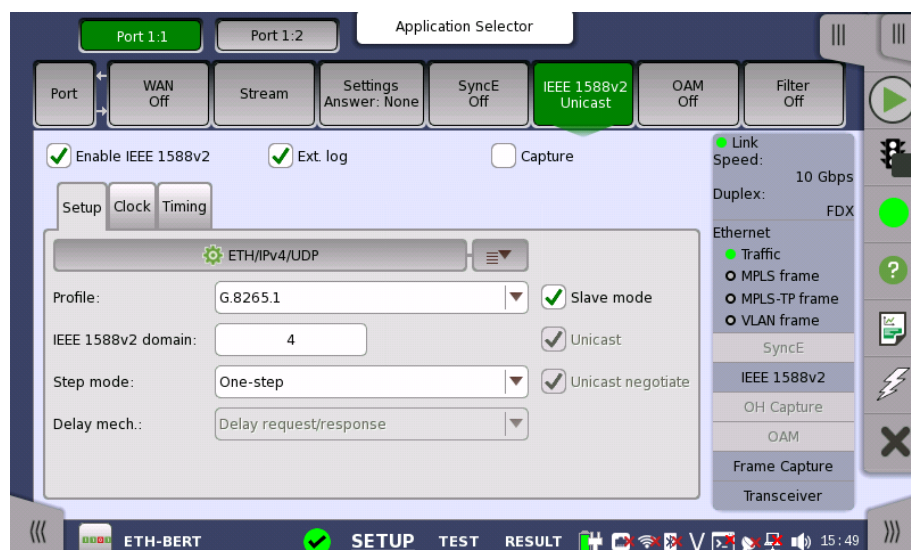 Application Selector
Port 1:1
Port 1:2
Port
WAN
Off
Stream
Settings
Answer: None
SyncE
Off
IEEE 1588v2
Unicast
OAM
Off
Filter
Off
Enable IEEE 1588v2
Ext. log
Capture
Setup
Clock
Timing
ETH/IPv4/UDP
Profile:
G.8265.1
Slave mode
IEEE 1588v2 domain:
4
Unicast
Step mode:
One-step
Unicast negotiate
Delay mech.:
Delay request/response
Link
Speed:
10 Gbps
Duplex:
FDX
Ethernet
Traffic
MPLS frame
MPLS-TP frame
VLAN frame
SyncE
IEEE 1588v2
OH Capture
OAM
Frame Capture
Transceiver
ETH-BERT
SETUP
TEST
RESULT
15:49